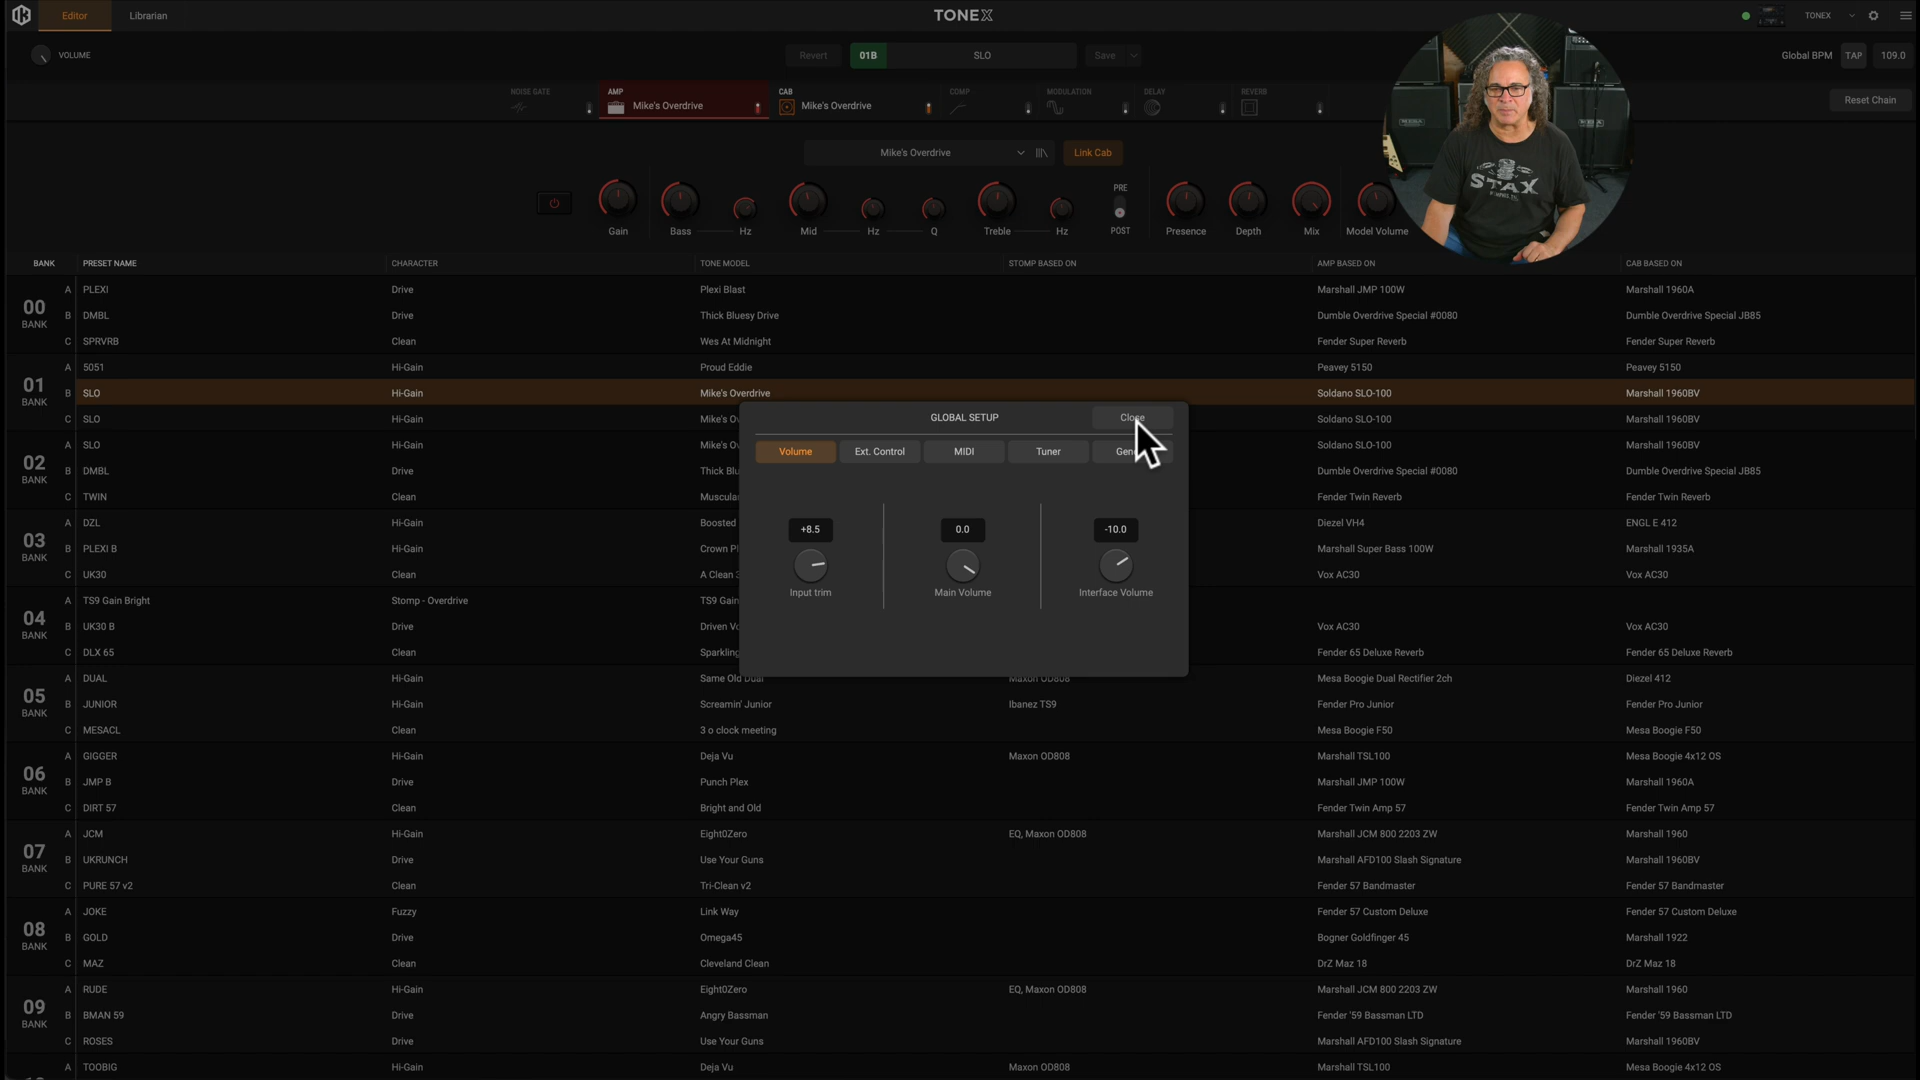 Editor
Librarian
TONEX
TONEX
VOLUME
Revert
01B
SLO
Save
Global BPM
TAP
109.0
NOISE GATE
AMP
Mike's Overdrive
CAB
Mike's Overdrive
COMP
MODULATION
DELAY
REVERB
Reset Chain
Mike's Overdrive
Link Cab
PRE
POST
Gain
Bass
Hz
Mid
Hz
Q
Treble
Hz
Presence
Depth
Mix
Model Volume
STAX
BANK PRESET NAME CHARACTER TONE MODEL STOMP BASED ON AMP BASED ON CAB BASED ON
00 BANK
A PLEXI Drive Plexi Blast Marshall JMP 100W Marshall 1960A
B DMBL Drive Thick Bluesy Drive Dumble Overdrive Special #0080 Dumble Overdrive Special JB85
C SPRVRB Clean Wes At Midnight Fender Super Reverb Fender Super Reverb
01 BANK
A 5051 Hi-Gain Proud Eddie Peavey 5150 Peavey 5150
B SLO Hi-Gain Mike's Overdrive Soldano SLO-100 Marshall 1960BV
C SLO Hi-Gain Mike's Soldano SLO-100 Marshall 1960BV
02 BANK
A SLO Hi-Gain Mike's Soldano SLO-100 Marshall 1960BV
B DMBL Drive Thick Dumble Overdrive Special #0080 Dumble Overdrive Special JB85
C TWIN Clean Fender Twin Reverb Fender Twin Reverb
03 BANK
A DZL Hi-Gain Boosted Diezel VH4 ENGL E 412
B PLEXI B Hi-Gain Crown Marshall Super Bass 100W Marshall 1935A
C UK30 Clean A Clean Vox AC30 Vox AC30
04 BANK
A TS9 Gain Bright Stomp - Overdrive TS9 Gain
B UK30 B Drive Driven Vox AC30 Vox AC30
C DLX 65 Clean Sparkling Fender 65 Deluxe Reverb Fender 65 Deluxe Reverb
05 BANK
A DUAL Hi-Gain Same Old Dual Maxon OD808 Mesa Boogie Dual Rectifier 2ch Diezel 412
B JUNIOR Hi-Gain Screamin' Junior Ibanez TS9 Fender Pro Junior Fender Pro Junior
C MESACL Clean 3 o clock meeting Mesa Boogie F50 Mesa Boogie F50
06 BANK
A GIGGER Hi-Gain Deja Vu Maxon OD808 Marshall TSL100 Mesa Boogie 4x12 OS
B JMP B Drive Punch Plex Marshall JMP 100W Marshall 1960A
C DIRT 57 Clean Bright and Old Fender Twin Amp 57 Fender Twin Amp 57
07 BANK
A JCM Hi-Gain Eight0Zero EQ, Maxon OD808 Marshall JCM 800 2203 ZW Marshall 1960
B UKRUNCH Drive Use Your Guns Marshall AFD100 Slash Signature Marshall 1960BV
C PURE 57 v2 Clean Tri-Clean v2 Fender 57 Bandmaster Fender 57 Bandmaster
08 BANK
A JOKE Fuzzy Link Way Fender 57 Custom Deluxe Fender 57 Custom Deluxe
B GOLD Drive Omega45 Bogner Goldfinger 45 Marshall 1922
C MAZ Clean Cleveland Clean DrZ Maz 18 DrZ Maz 18
09 BANK
A RUDE Hi-Gain Eight0Zero EQ, Maxon OD808 Marshall JCM 800 2203 ZW Marshall 1960
B BMAN 59 Drive Angry Bassman Fender '59 Bassman LTD Fender '59 Bassman LTD
C ROSES Drive Use Your Guns Marshall AFD100 Slash Signature Marshall 1960BV
A TOOBIG Hi-Gain Deja Vu Maxon OD808 Marshall TSL100 Mesa Boogie 4x12 OS
GLOBAL SETUP
Close
Volume
Ext. Control
MIDI
Tuner
+8.5
0.0
-10.0
Input trim
Main Volume
Interface Volume